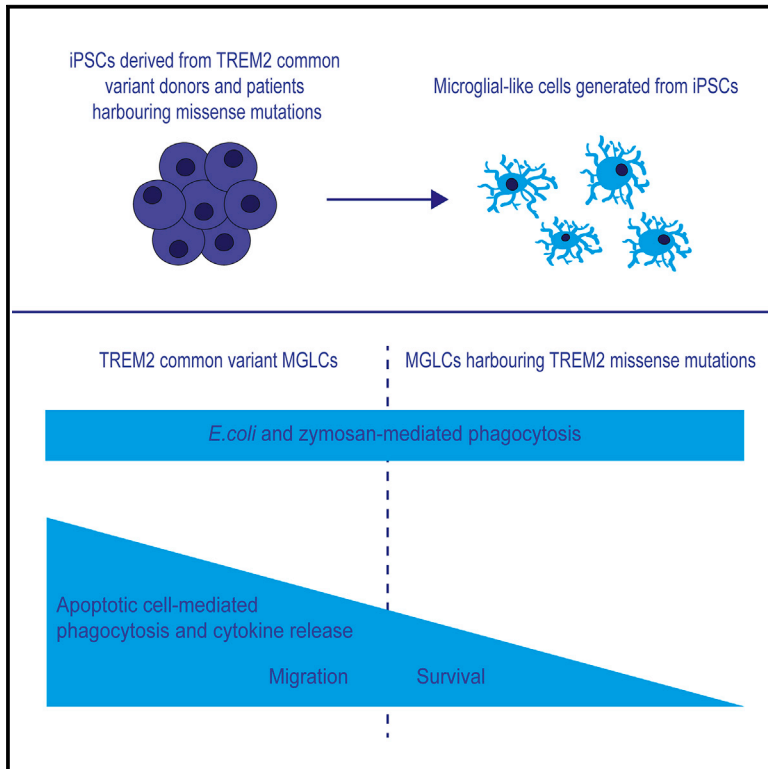 iPSCs derived from TREM2 common
variant donors and patients
harbouring missense mutations
Microglial-like cells generated from iPSCs
TREM2 common variant MGLCs
MGLCs harbouring TREM2 missense mutations
E.coli and zymosan-mediated phagocytosis
Apoptotic cell-mediated
phagocytosis and cytokine release
Migration
Survival